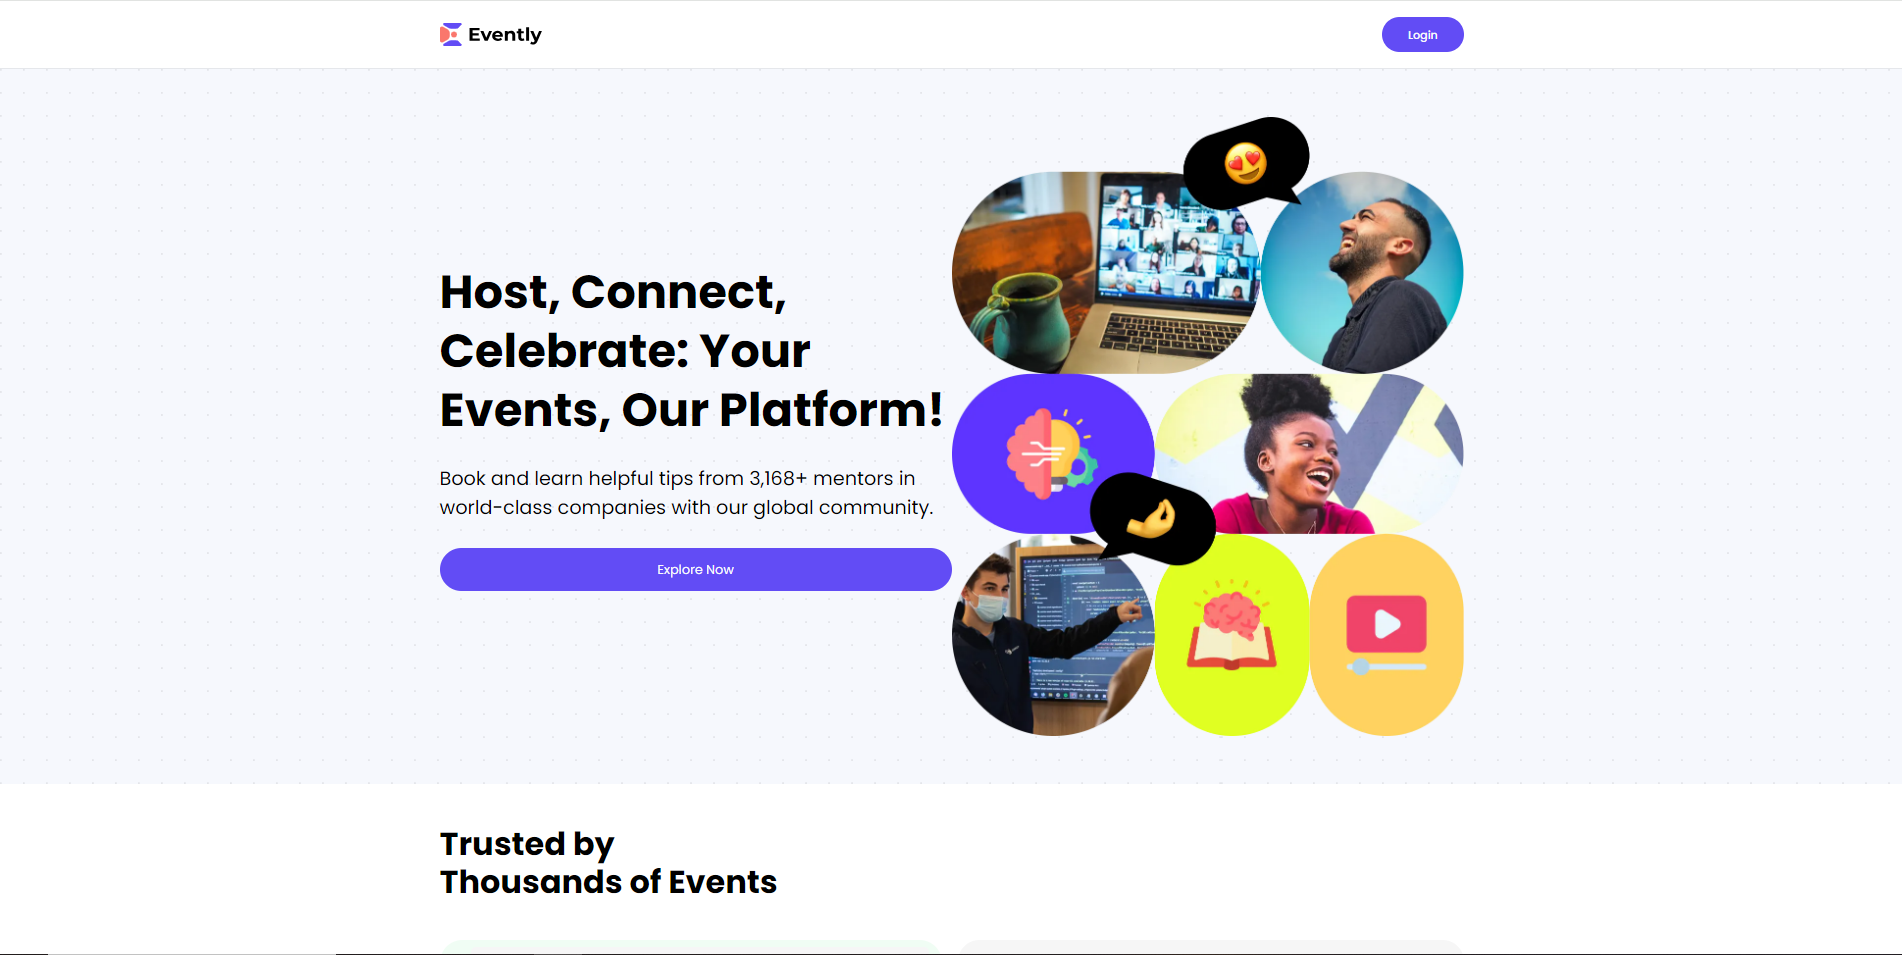 Evently
Login
Host, Connect,
Celebrate: Your
Events, Our Platform!
Book and learn helpful tips from 3,168+ mentors in
world-class companies with our global community.
Explore Now
Trusted by
Thousands of Events